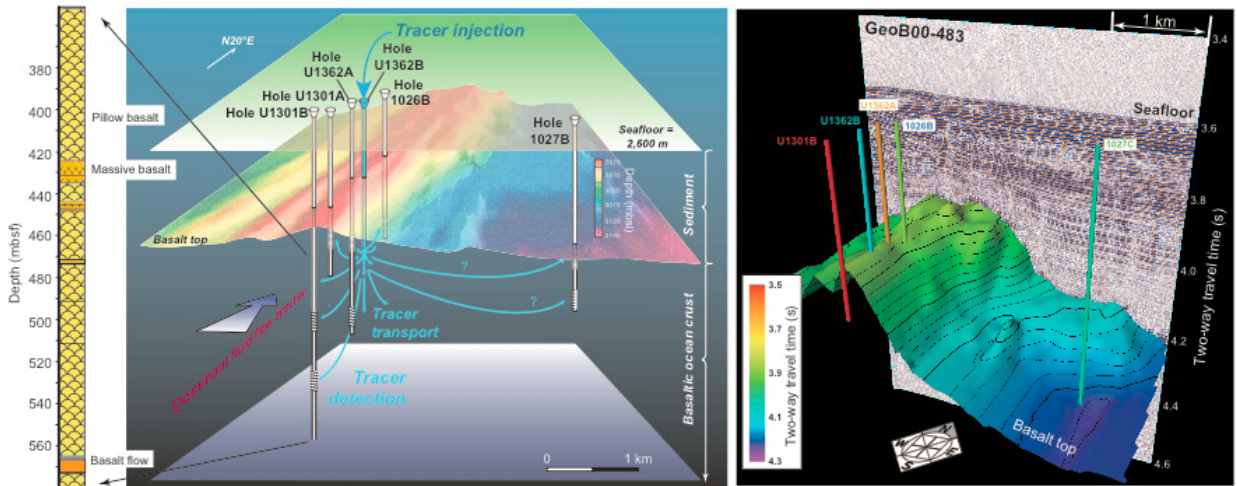 380
400
420
440
460
480
500
520
540
560
Depth (mbsf)
Pillow basalt
Massive basalt
Basalt flow
N20°E
Tracer injection
Hole
U1362A
Hole
U1362B
Hole U1301A
Hole U1301B
Hole
1026B
Hole
1027B
Seafloor =
2,600 m
Depth (mbsl)
Basalt top
Sediment
Basaltic ocean crust
?
?
Dominant fluid flow direction
Tracer
transport
Tracer
detection
0
1 km
1 km
GeoB00-483
3.4
Seafloor
3.6
3.8
4.0
4.2
4.4
4.6
Two-way travel time (s)
U1301B
U1362B
U1362A
1026B
1027C
3.5
3.7
3.9
4.1
4.3
Two-way travel time (s)
Basalt top
N
E
S
W